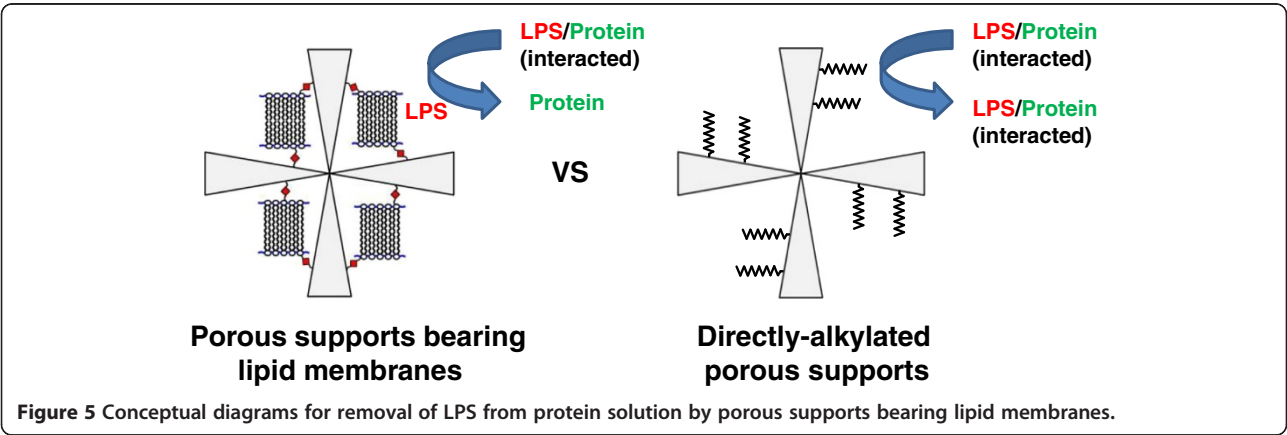 LPS/Protein
(interacted)
Protein
LPS
VS
LPS/Protein
(interacted)
LPS/Protein
(interacted)
Porous supports bearing
lipid membranes
Directly-alkylated
porous supports
Figure 5 Conceptual diagrams for removal of LPS from protein solution by porous supports bearing lipid membranes.